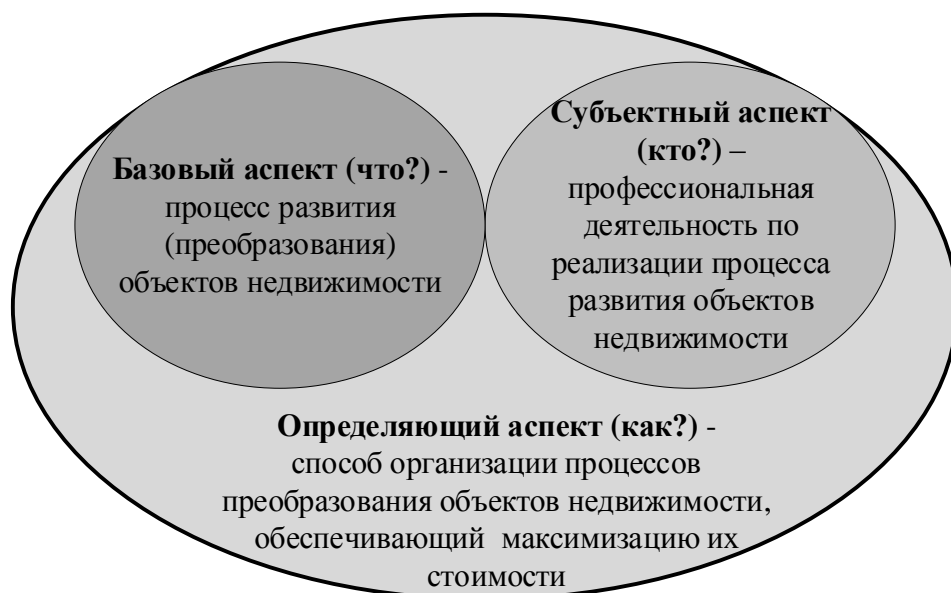 Базовый аспект (что?) -
процесс развития
(преобразования)
объектов недвижимости
Субъектный аспект
(кто?) –
профессиональная
деятельность по
реализации процесса
развития объектов
недвижимости
Определяющий аспект (как?) -
способ организации процессов
преобразования объектов недвижимости,
обеспечивающий максимизацию их
стоимости